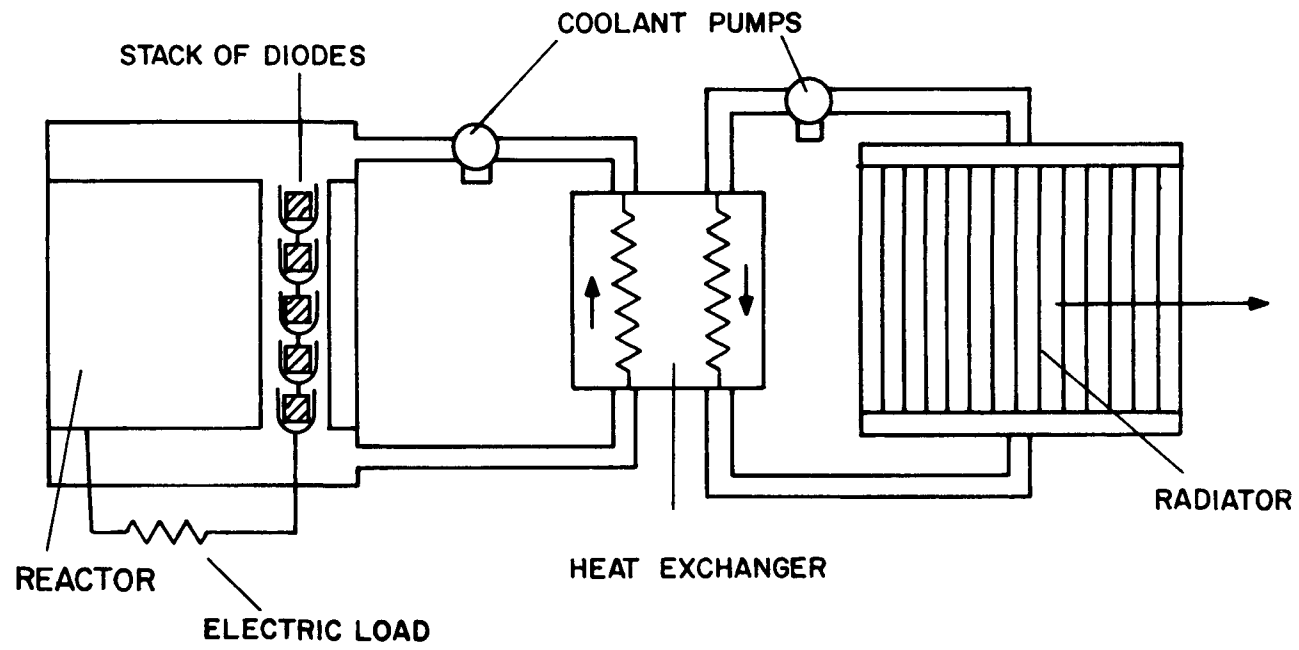 COOLANT PUMPS
STACK OF DIODES
RADIATOR
HEAT EXCHANGER
REACTOR
ELECTRIC LOAD